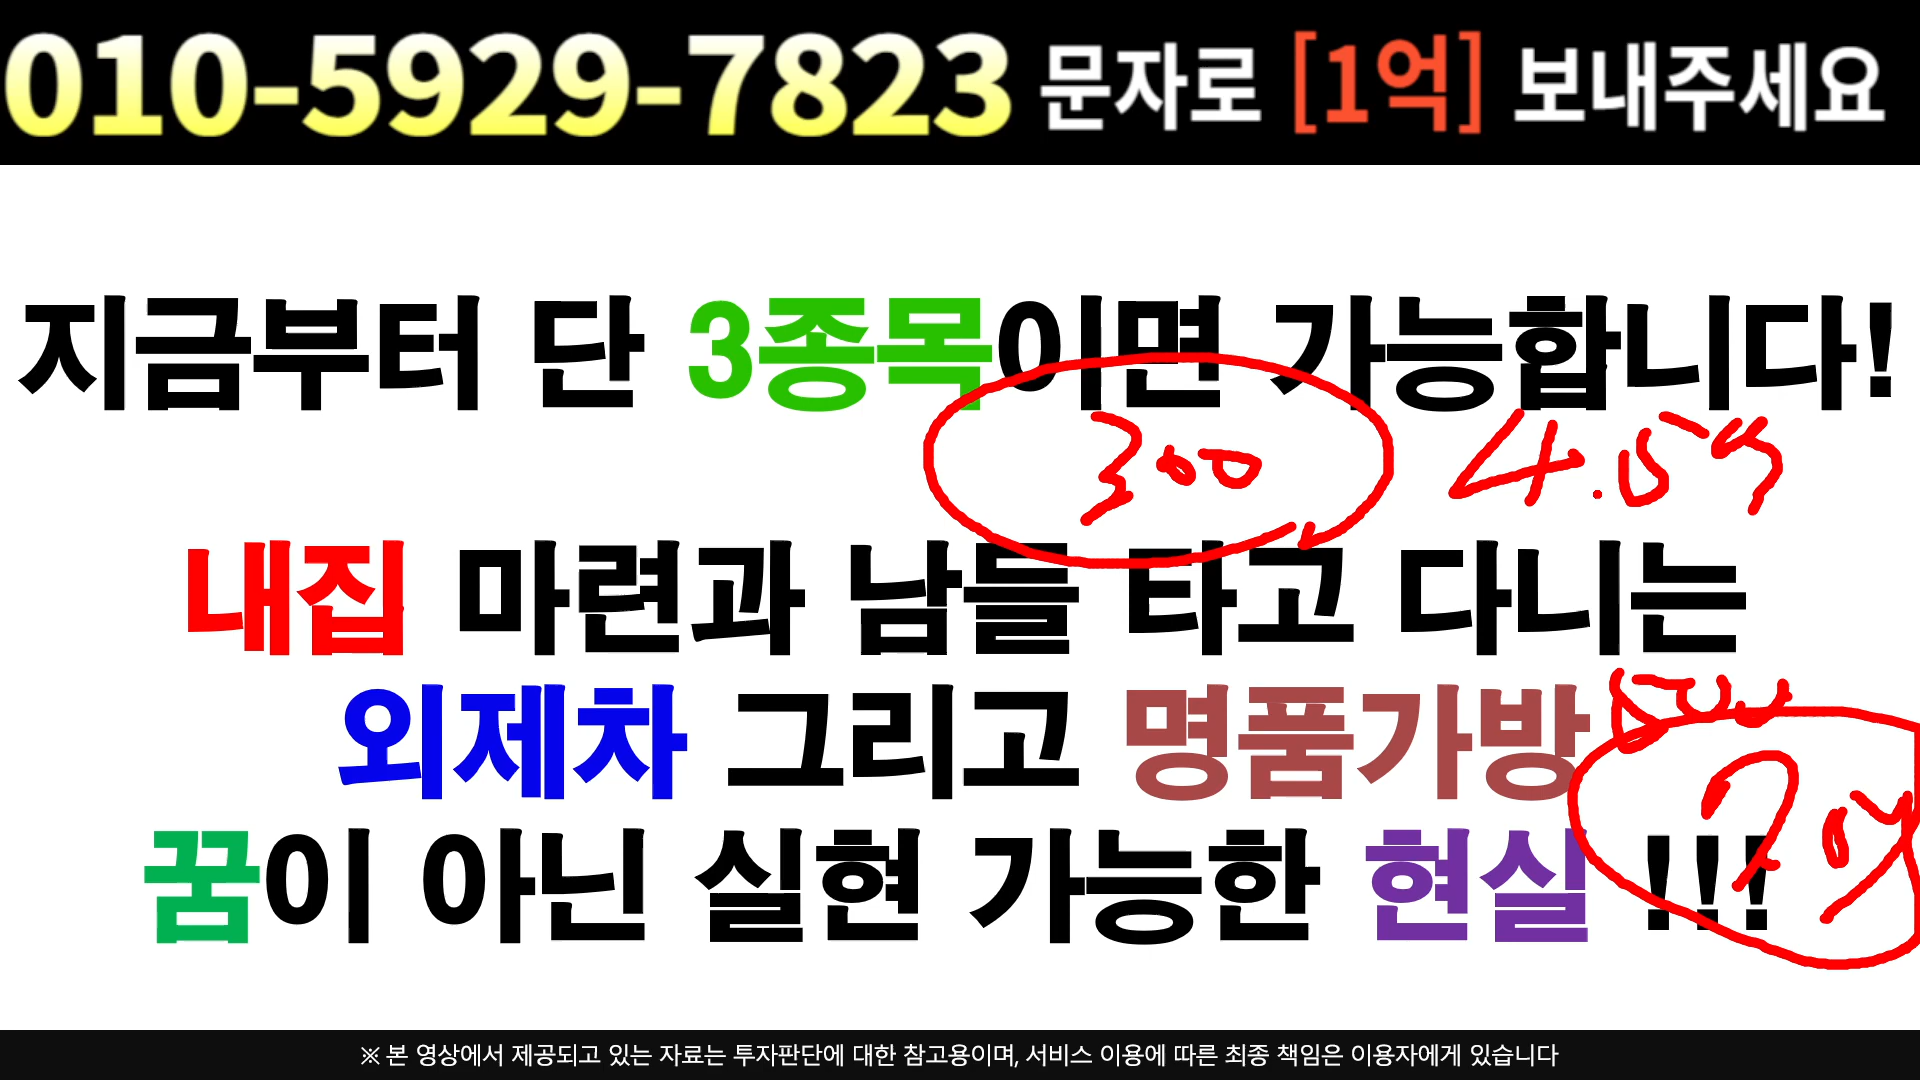 010-5929-7823 문자로 [1억] 보내주세요
지금부터 단 3종목이면 가능합니다!
300
4.5억
내집 마련과 남들 타고 다니는
500
외제차 그리고 명품가방
꿈이 아닌 실현 가능한 현실 !!!
※ 본 영상에서 제공되고 있는 자료는 투자판단에 대한 참고용이며, 서비스 이용에 따른 최종 책임은 이용자에게 있습니다